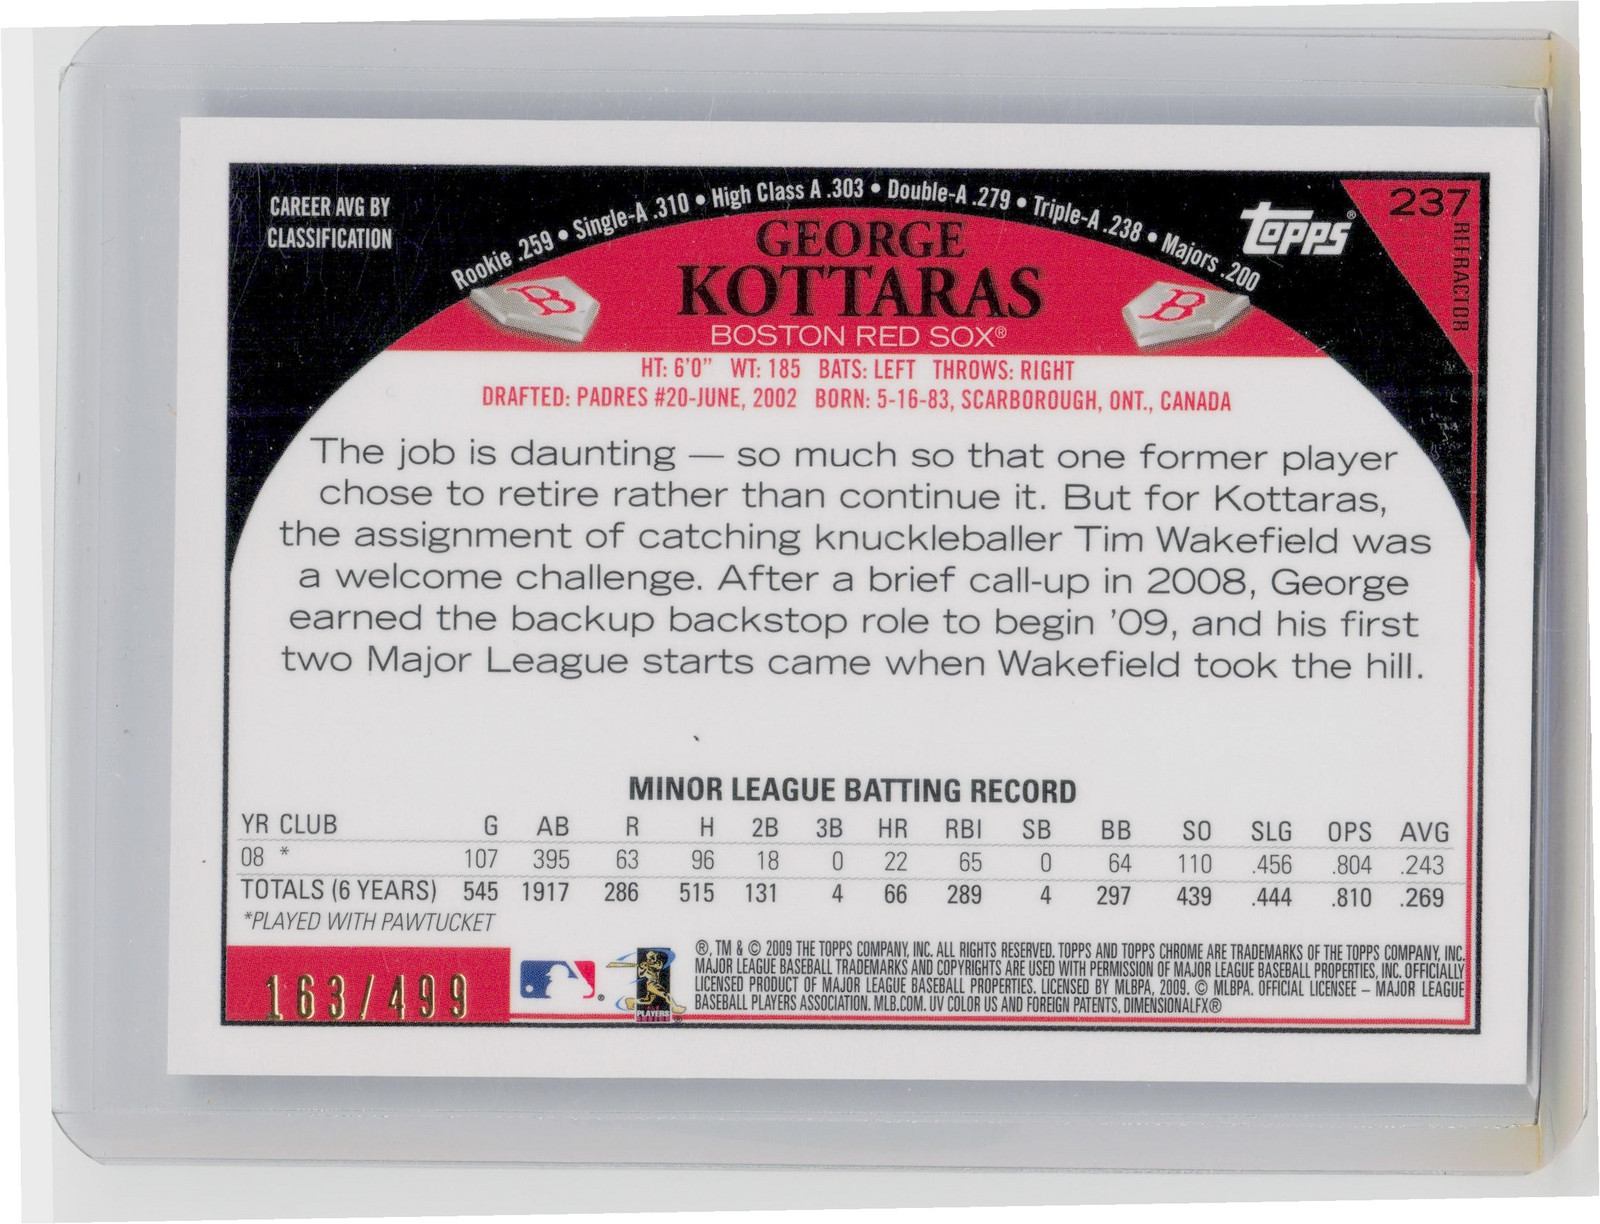 CAREER AVG BY
CLASSIFICATION
Rookie .259 • Single-A .310 • High Class A .303 • Double-A .279 • Triple-A .238 • Majors .200
Topps®
237
REFRACTOR
GEORGE
KOTTARAS
BOSTON RED SOX®
B
B
HT: 6'0" WT: 185 BATS: LEFT THROWS: RIGHT
DRAFTED: PADRES #20-JUNE, 2002 BORN: 5-16-83, SCARBOROUGH, ONT., CANADA
The job is daunting — so much so that one former player
chose to retire rather than continue it. But for Kottaras,
the assignment of catching knuckleballer Tim Wakefield was
a welcome challenge. After a brief call-up in 2008, George
earned the backup backstop role to begin '09, and his first
two Major League starts came when Wakefield took the hill.
MINOR LEAGUE BATTING RECORD
YR CLUB G AB R H 2B 3B HR RBI SB BB SO SLG OPS AVG
08 * 107 395 63 96 18 0 22 65 0 64 110 .456 .804 .243
TOTALS (6 YEARS) 545 1917 286 515 131 4 66 289 4 297 439 .444 .810 .269
*PLAYED WITH PAWTUCKET
163/499
PLAYERS
®, TM & © 2009 THE TOPPS COMPANY, INC. ALL RIGHTS RESERVED. TOPPS AND TOPPS CHROME ARE TRADEMARKS OF THE TOPPS COMPANY, INC.
MAJOR LEAGUE BASEBALL TRADEMARKS AND COPYRIGHTS ARE USED WITH PERMISSION OF MAJOR LEAGUE BASEBALL PROPERTIES, INC. OFFICIALLY
LICENSED PRODUCT OF MAJOR LEAGUE BASEBALL PROPERTIES. LICENSED BY MLBPA, 2009. © MLBPA. OFFICIAL LICENSEE – MAJOR LEAGUE
BASEBALL PLAYERS ASSOCIATION. MLB.COM. UV COLOR US AND FOREIGN PATENTS, DIMENSIONALFX®